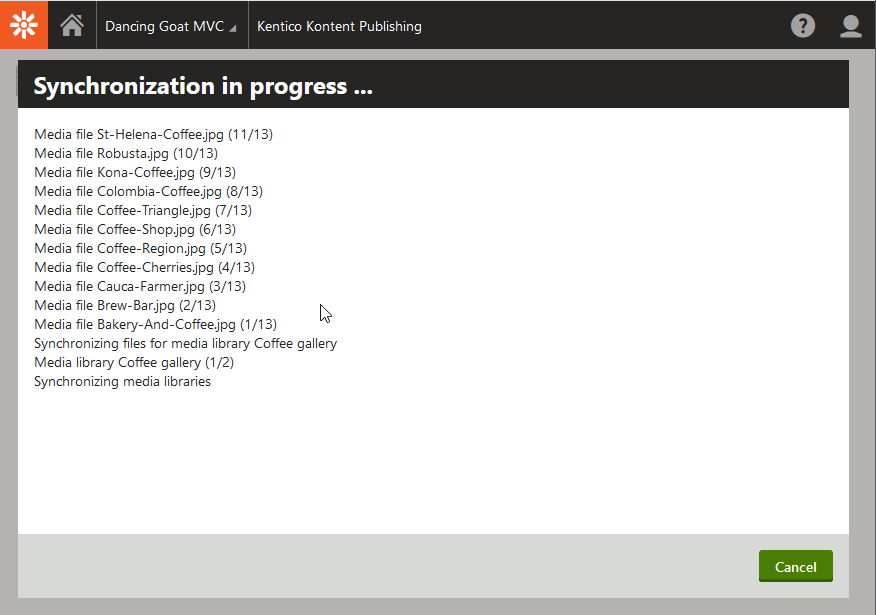 Dancing Goat MVC
Kentico Kontent Publishing
?
Synchronization in progress ...
Media file St-Helena-Coffee.jpg (11/13)
Media file Robusta.jpg (10/13)
Media file Kona-Coffee.jpg (9/13)
Media file Colombia-Coffee.jpg (8/13)
Media file Coffee-Triangle.jpg (7/13)
Media file Coffee-Shop.jpg (6/13)
Media file Coffee-Region.jpg (5/13)
Media file Coffee-Cherries.jpg (4/13)
Media file Cauca-Farmer.jpg (3/13)
Media file Brew-Bar.jpg (2/13)
Media file Bakery-And-Coffee.jpg (1/13)
Synchronizing files for media library Coffee gallery
Media library Coffee gallery (1/2)
Synchronizing media libraries
Cancel